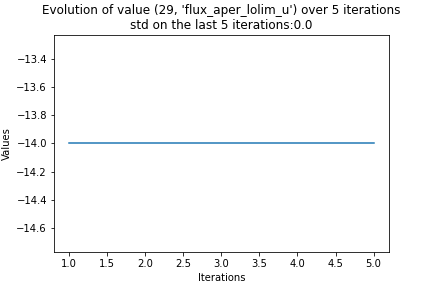 Evolution of value (29, 'flux_aper_lolim_u') over 5 iterations
std on the last 5 iterations:0.0
Values
−13.4
−13.6
−13.8
−14.0
−14.2
−14.4
−14.6
1.0 1.5 2.0 2.5 3.0 3.5 4.0 4.5 5.0
Iterations